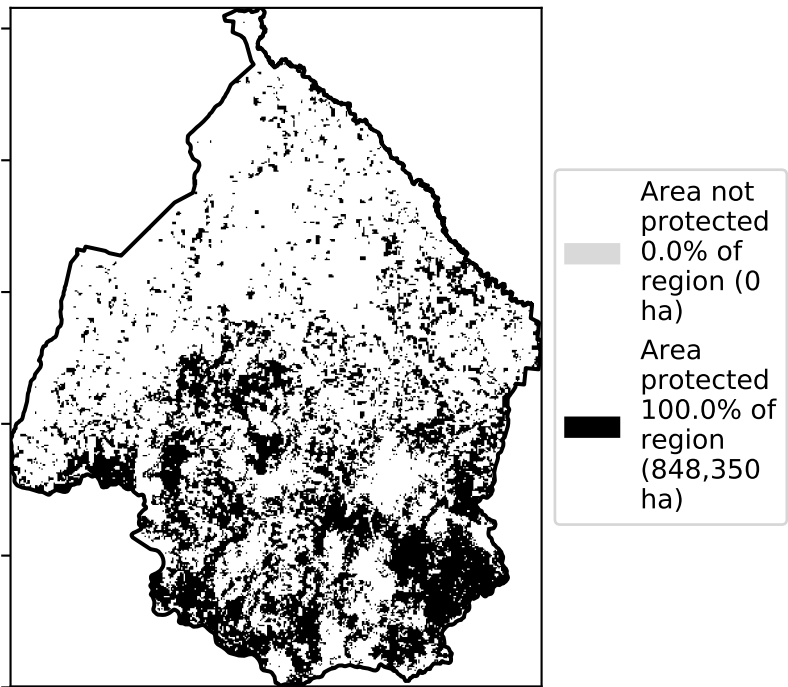 Area not
protected
0.0% of
region (0
ha)
Area
protected
100.0% of
region
(848,350
ha)